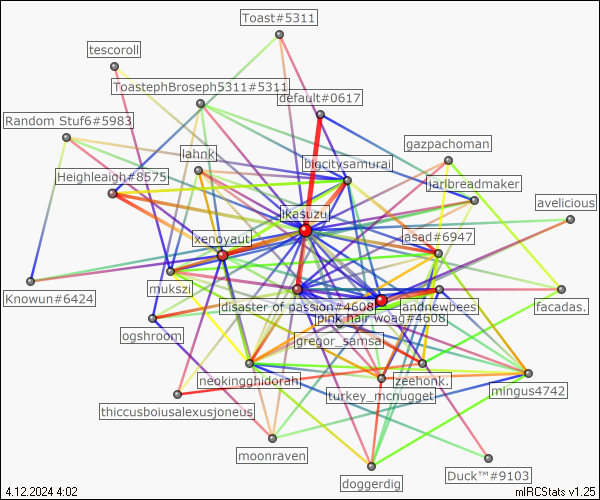 Toast#5311
tescoroll
ToastephBroseph5311#5311
default#0617
Random Stuf6#5983
gazpachoman
lahnk
bigcitysamurai
Heighleaigh#8575
jarlbreadmaker
avelicious
ikasuzu
xenoyaut
asad#6947
mukszi
Knowun#6424
disaster of passion#4608
andnewbees
facadas.
pink hair woad#4608
ogshroom
gregor_samsa
neokingghidorah
zeehonk.
mingus4742
turkey_mcnugget
thiccusboiusalexusjoneus
moonraven
doggerdig
Duck™#9103
4.12.2024 4:02
mIRCStats v1.25